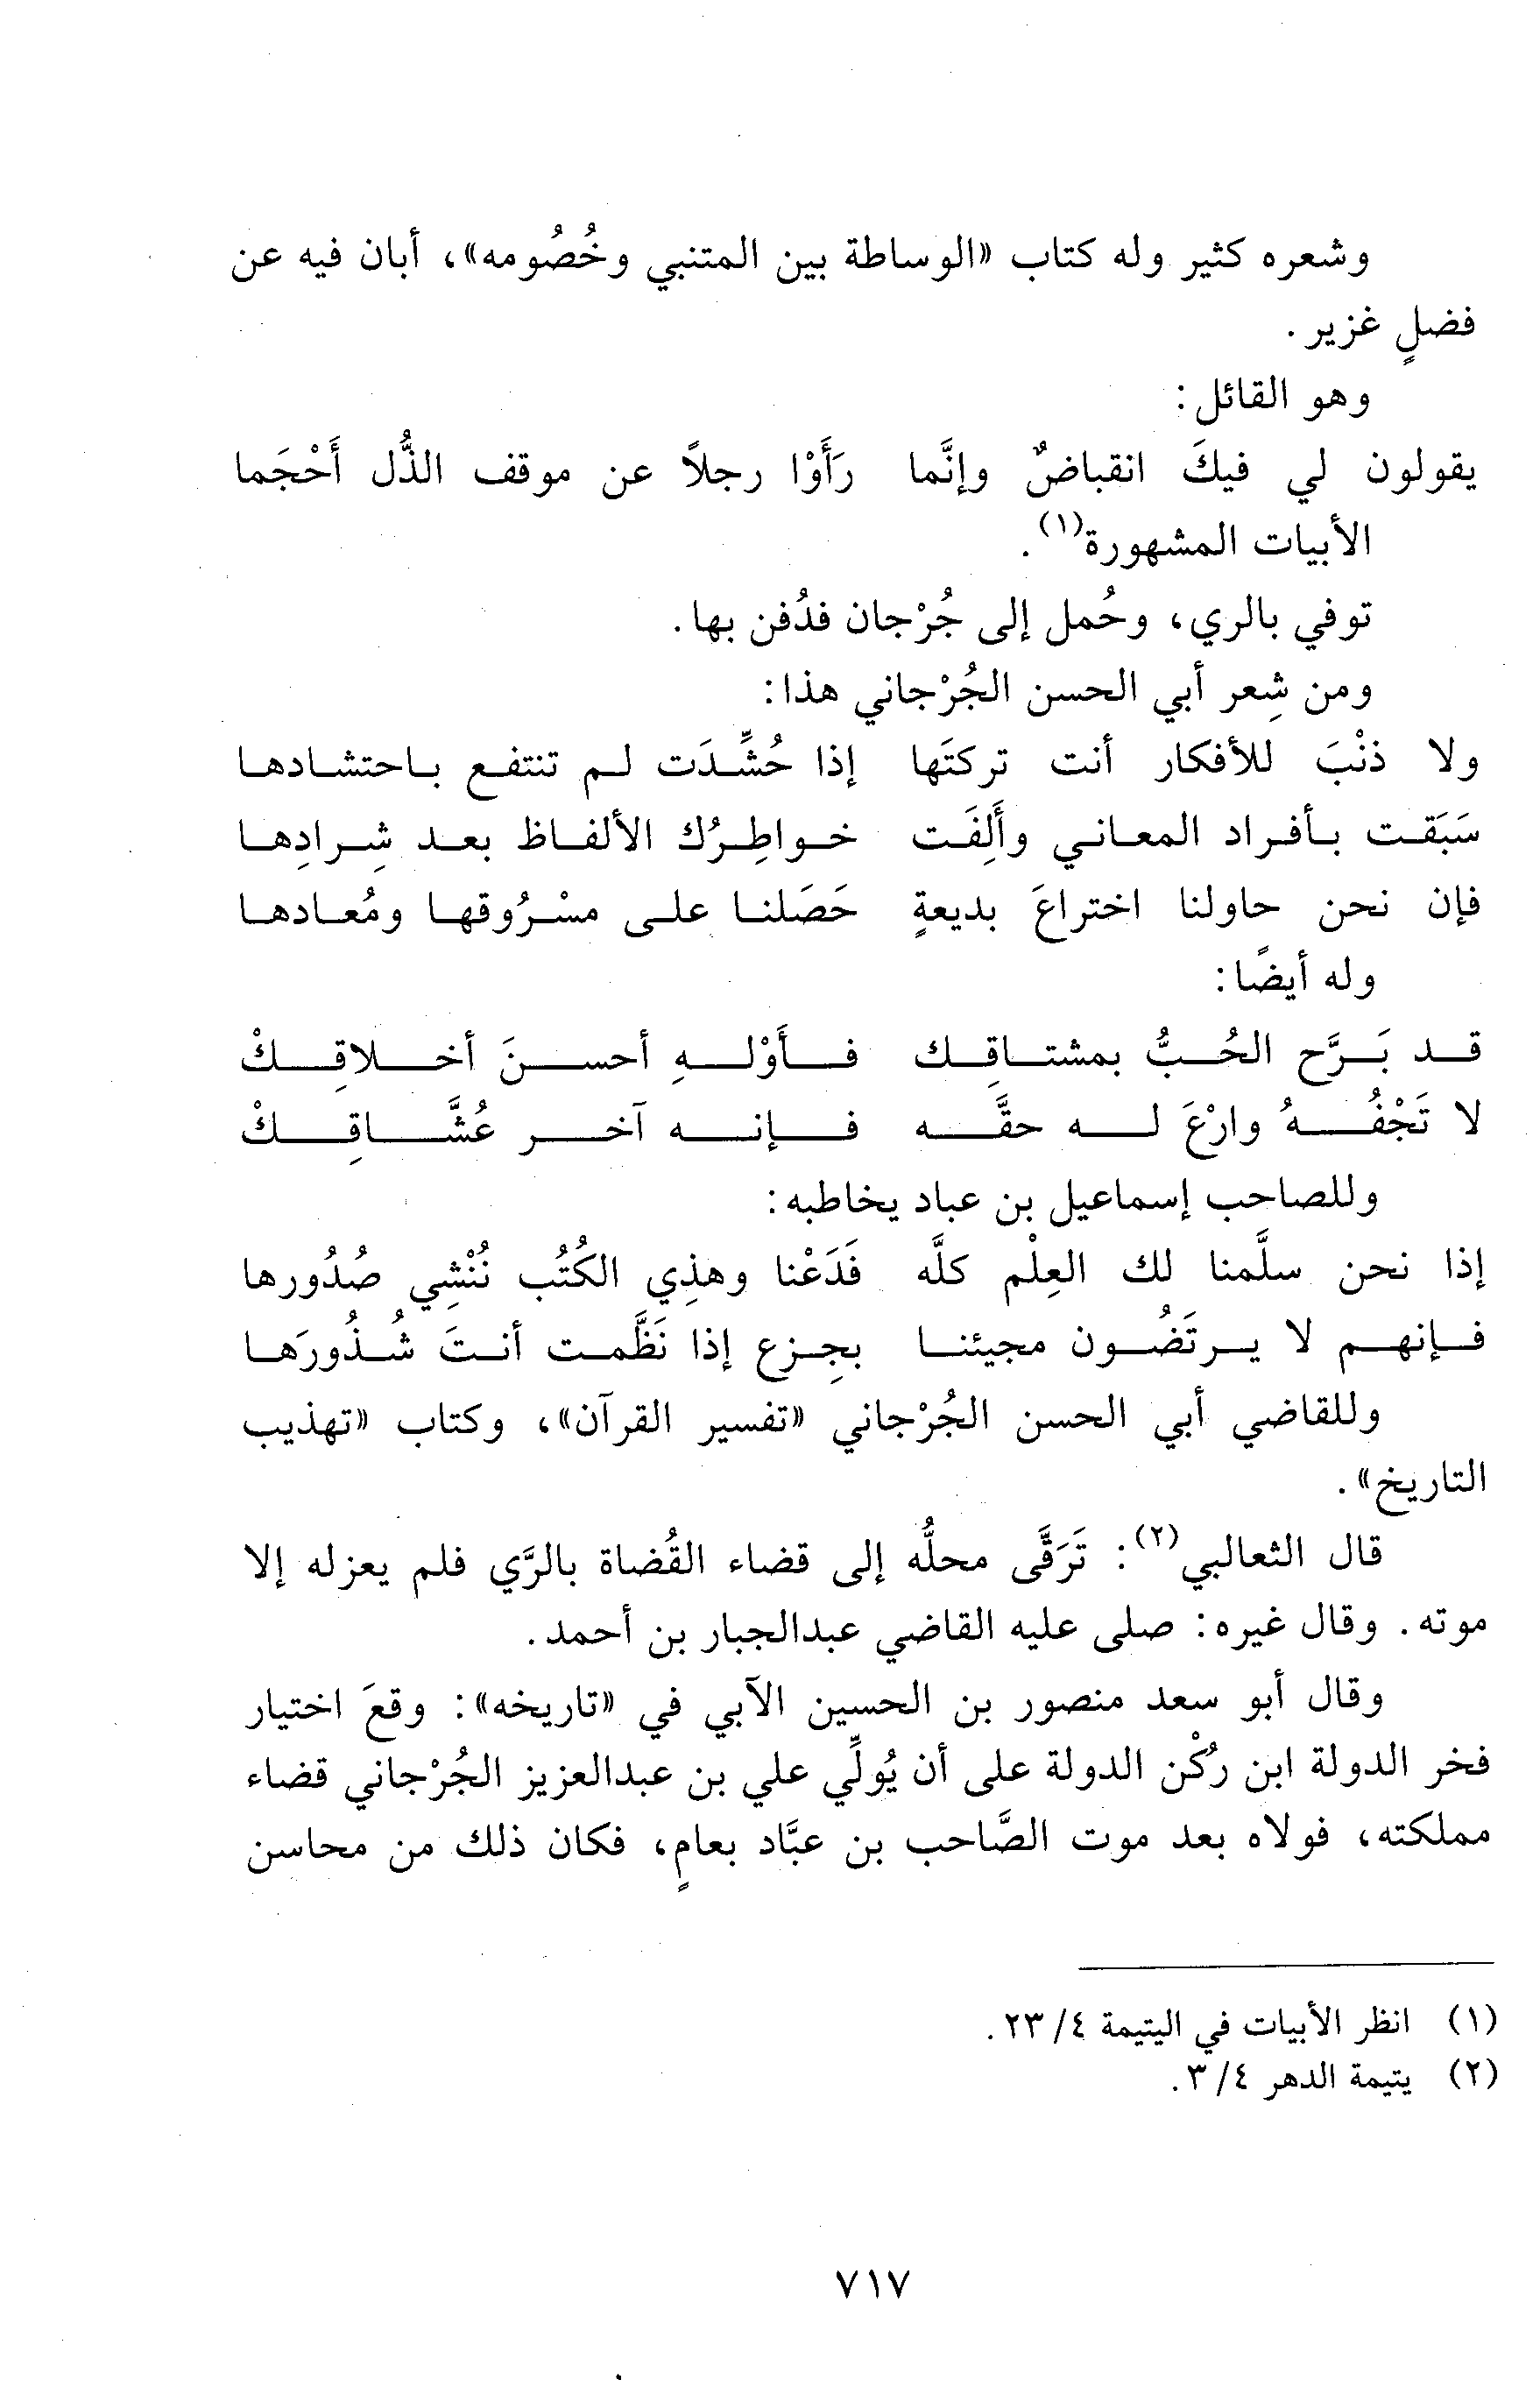 وشعره كثير وله كتاب «الوساطة بين المتنبي وخُصُومه»، أبان فيه عن
فضلٍ غزير.
وهو القائل:
يقولون لي فيكَ انقباضٌ وإنَّما رَأَوْا رجلاً عن موقف الذُّل أَحْجَما
الأبيات المشهورة(١).
توفي بالري، وحُمل إلى جُرْجان فدُفن بها.
ومن شِعر أبي الحسن الجُرْجاني هذا:
ولا ذنْبَ للأفكار أنت تركتَها إذا حُشِّدَت لم تنتفع باحتشادها
سَبَقت بأفراد المعاني وأَلِفَت خواطِرُك الألفاظ بعد شِرادِها
فإن نحن حاولنا اختراعَ بديعةٍ حَصَلنا على مسْرُوقها ومُعادها
وله أيضًا:
قد بَرَّح الحُبُّ بمشتاقِك فأَوْلهِ أحسنَ أخلاقِكْ
لا تَجْفُهُ وارْعَ له حقَّه فإنه آخر عُشَّاقِكْ
وللصاحب إسماعيل بن عباد يخاطبه:
إذا نحن سلَّمنا لك العِلْم كلَّه فَدَعْنا وهذِي الكُتُب نُنْشِي صُدُورها
فإنهم لا يرتَضُون مجيئنا بجِزع إذا نَظَّمت أنتَ شُذُورَها
وللقاضي أبي الحسن الجُرْجاني «تفسير القرآن»، وكتاب «تهذيب
التاريخ».
قال الثعالبي(٢): تَرَقَّى محلُّه إلى قضاء القُضاة بالرَّي فلم يعزله إلا
موته. وقال غيره: صلى عليه القاضي عبدالجبار بن أحمد.
وقال أبو سعد منصور بن الحسين الآبي في «تاريخه»: وقعَ اختيار
فخر الدولة ابن رُكْن الدولة على أن يُولِّي علي بن عبدالعزيز الجُرْجاني قضاء
مملكته، فولاه بعد موت الصَّاحب بن عبَّاد بعامٍ، فكان ذلك من محاسن
(١) انظر الأبيات في اليتيمة ٤/ ٢٣.
(٢) يتيمة الدهر ٤/ ٣.
٧١٧